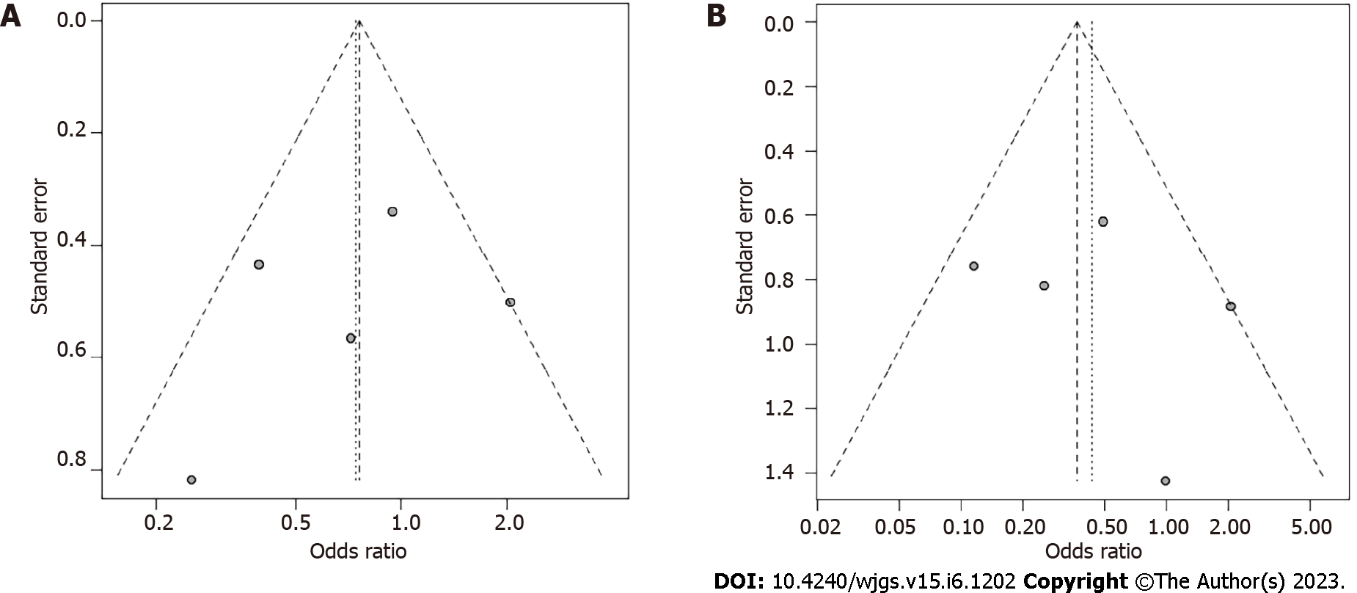 A
0.0
0.2
0.4
0.6
0.8
Standard error
0.2 0.5 1.0 2.0
Odds ratio
B
0.0
0.2
0.4
0.6
0.8
1.0
1.2
1.4
Standard error
0.02 0.05 0.10 0.20 0.50 1.00 2.00 5.00
Odds ratio
DOI: 10.4240/wjgs.v15.i6.1202 Copyright ©The Author(s) 2023.